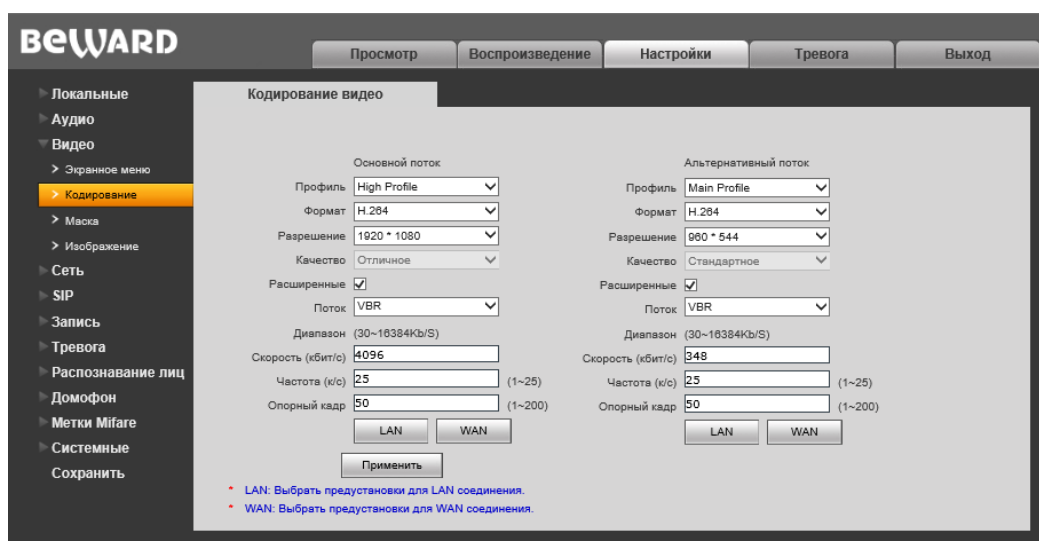 BEWARD
Просмотр Воспроизведение Настройки Тревога Выход
Локальные
Аудио
Видео
> Экранное меню
> Кодирование
> Маска
> Изображение
Сеть
SIP
Запись
Тревога
Распознавание лиц
Домофон
Метки Mifare
Системные
Сохранить
Кодирование видео
Основной поток
Профиль High Profile
Формат H.264
Разрешение 1920 * 1080
Качество Отличное
Расширенные
Поток VBR
Диапазон (30~16384Kb/S)
Скорость (кбит/с) 4096
Частота (к/с) 25 (1~25)
Опорный кадр 50 (1~200)
LAN WAN
Альтернативный поток
Профиль Main Profile
Формат H.264
Разрешение 960 * 544
Качество Стандартное
Расширенные
Поток VBR
Диапазон (30~16384Kb/S)
Скорость (кбит/с) 348
Частота (к/с) 25 (1~25)
Опорный кадр 50 (1~200)
LAN WAN
Применить
* LAN: Выбрать предустановки для LAN соединения.
* WAN: Выбрать предустановки для WAN соединения.